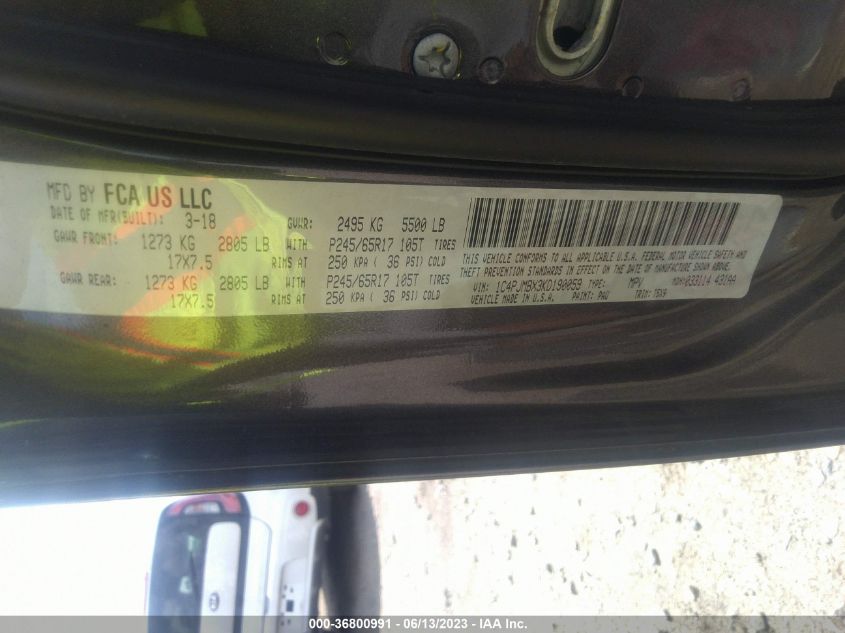 MFD BY FCA US LLC
DATE OF MFR(BUILT): 3-18 GVWR: 2495 KG 5500 LB
GAWR FRONT: 1273 KG 2805 LB WITH P245/65R17 105T TIRES
17X7.5 RIMS AT 250 KPA ( 36 PSI) COLD
GAWR REAR: 1273 KG 2805 LB WITH P245/65R17 105T TIRES
17X7.5 RIMS AT 250 KPA ( 36 PSI) COLD
THIS VEHICLE CONFORMS TO ALL APPLICABLE U.S.A. FEDERAL MOTOR VEHICLE SAFETY AND
THEFT PREVENTION STANDARDS IN EFFECT ON THE DATE OF MANUFACTURE SHOWN ABOVE.
VIN: 1C4PJMBX3KD190059 TYPE: MPV MDH: 033114 431AA
VEHICLE MADE IN U.S.A. PAINT: PAU TRIM: T5X9
000-36800991 - 06/13/2023 - IAA Inc.